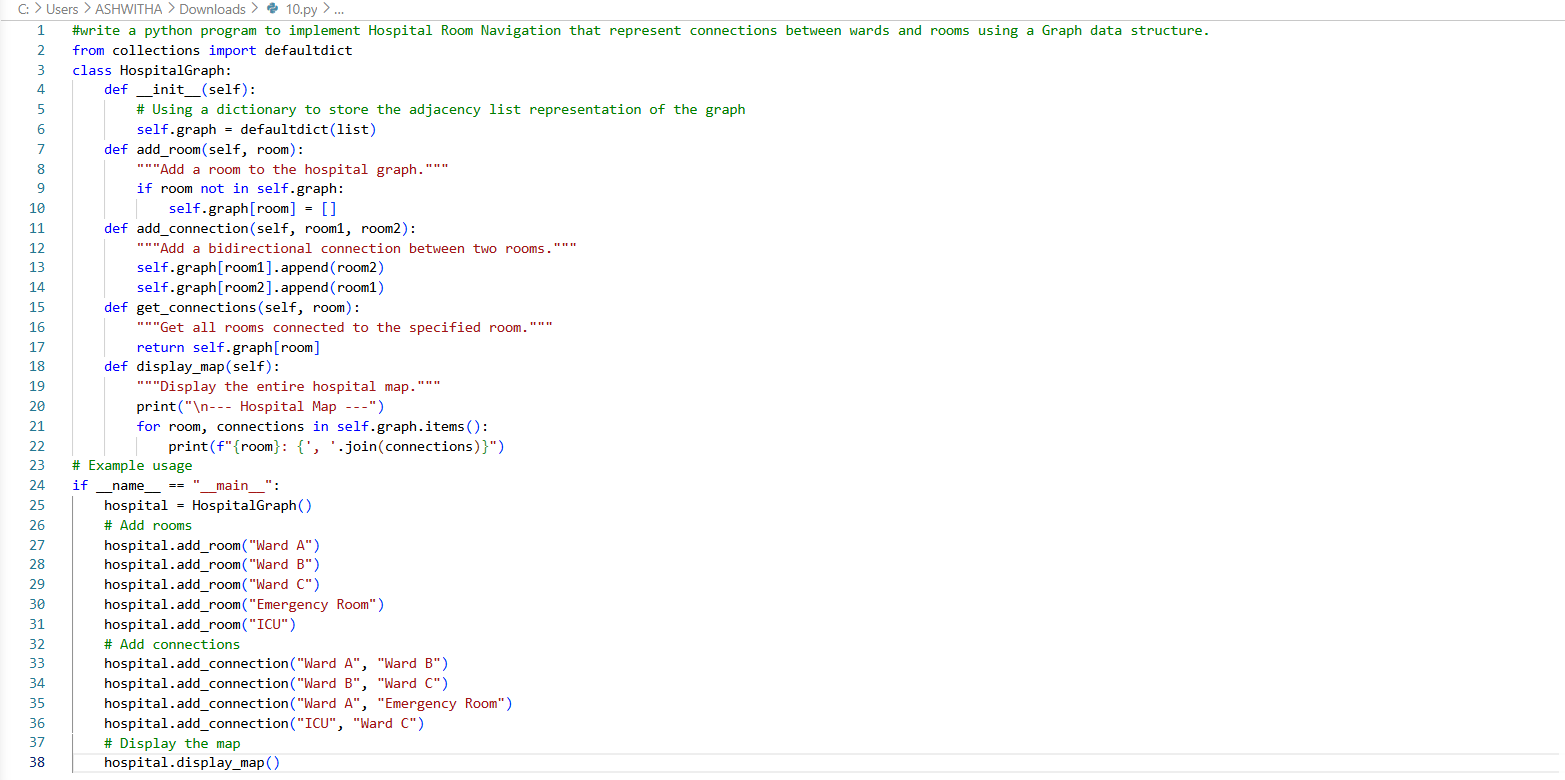 C: > Users > ASHWITHA > Downloads > 10.py > ...
1 #write a python program to implement Hospital Room Navigation that represent connections between wards and rooms using a Graph data structure.
2 from collections import defaultdict
3 class HospitalGraph:
4     def __init__(self):
5         # Using a dictionary to store the adjacency list representation of the graph
6         self.graph = defaultdict(list)
7     def add_room(self, room):
8         """Add a room to the hospital graph."""
9         if room not in self.graph:
10             self.graph[room] = []
11     def add_connection(self, room1, room2):
12         """Add a bidirectional connection between two rooms."""
13         self.graph[room1].append(room2)
14         self.graph[room2].append(room1)
15     def get_connections(self, room):
16         """Get all rooms connected to the specified room."""
17         return self.graph[room]
18     def display_map(self):
19         """Display the entire hospital map."""
20         print("\n--- Hospital Map ---")
21         for room, connections in self.graph.items():
22             print(f"{room}: {', '.join(connections)}")
23 # Example usage
24 if __name__ == "__main__":
25     hospital = HospitalGraph()
26     # Add rooms
27     hospital.add_room("Ward A")
28     hospital.add_room("Ward B")
29     hospital.add_room("Ward C")
30     hospital.add_room("Emergency Room")
31     hospital.add_room("ICU")
32     # Add connections
33     hospital.add_connection("Ward A", "Ward B")
34     hospital.add_connection("Ward B", "Ward C")
35     hospital.add_connection("Ward A", "Emergency Room")
36     hospital.add_connection("ICU", "Ward C")
37     # Display the map
38     hospital.display_map()